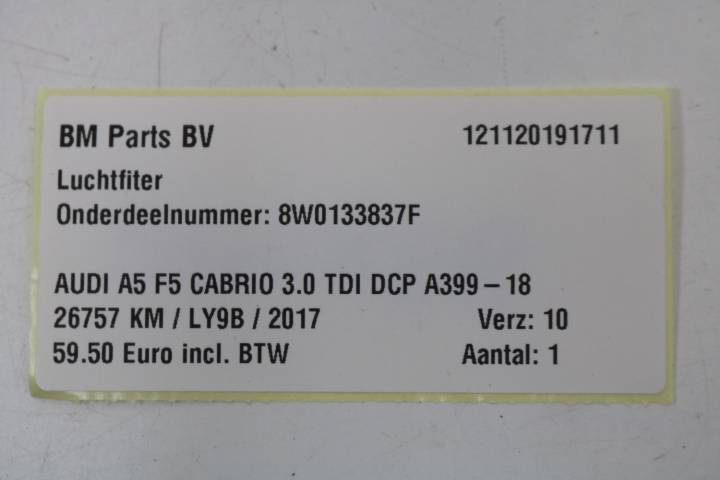 BM Parts BV 121120191711
Luchtfiter
Onderdeelnummer: 8W0133837F
AUDI A5 F5 CABRIO 3.0 TDI DCP A399 – 18
26757 KM / LY9B / 2017 Verz: 10
59.50 Euro incl. BTW Aantal: 1